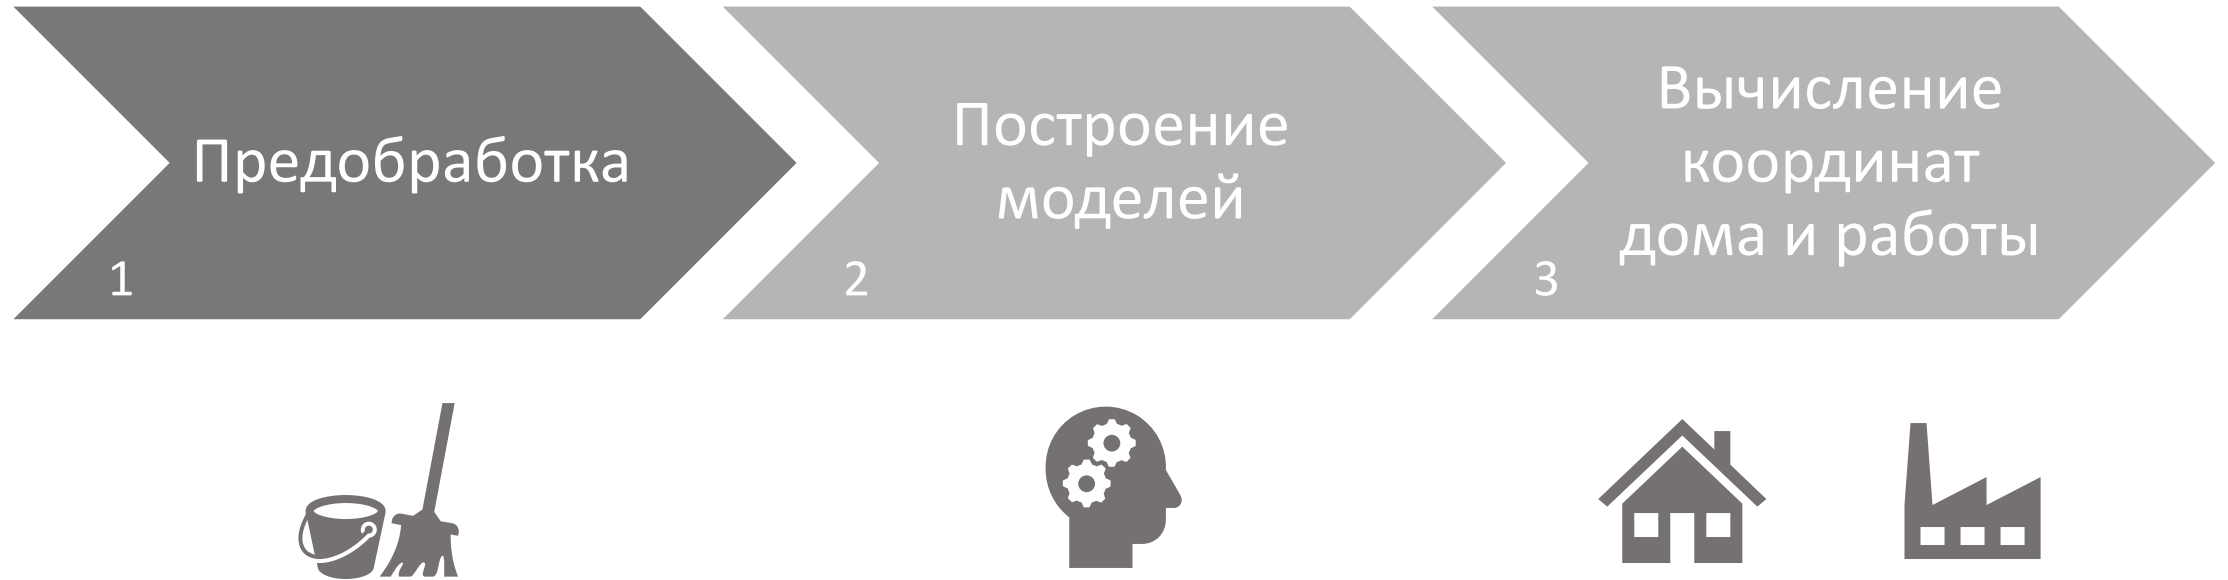 Предобработка
1
Построение
моделей
2
Вычисление
координат
дома и работы
3